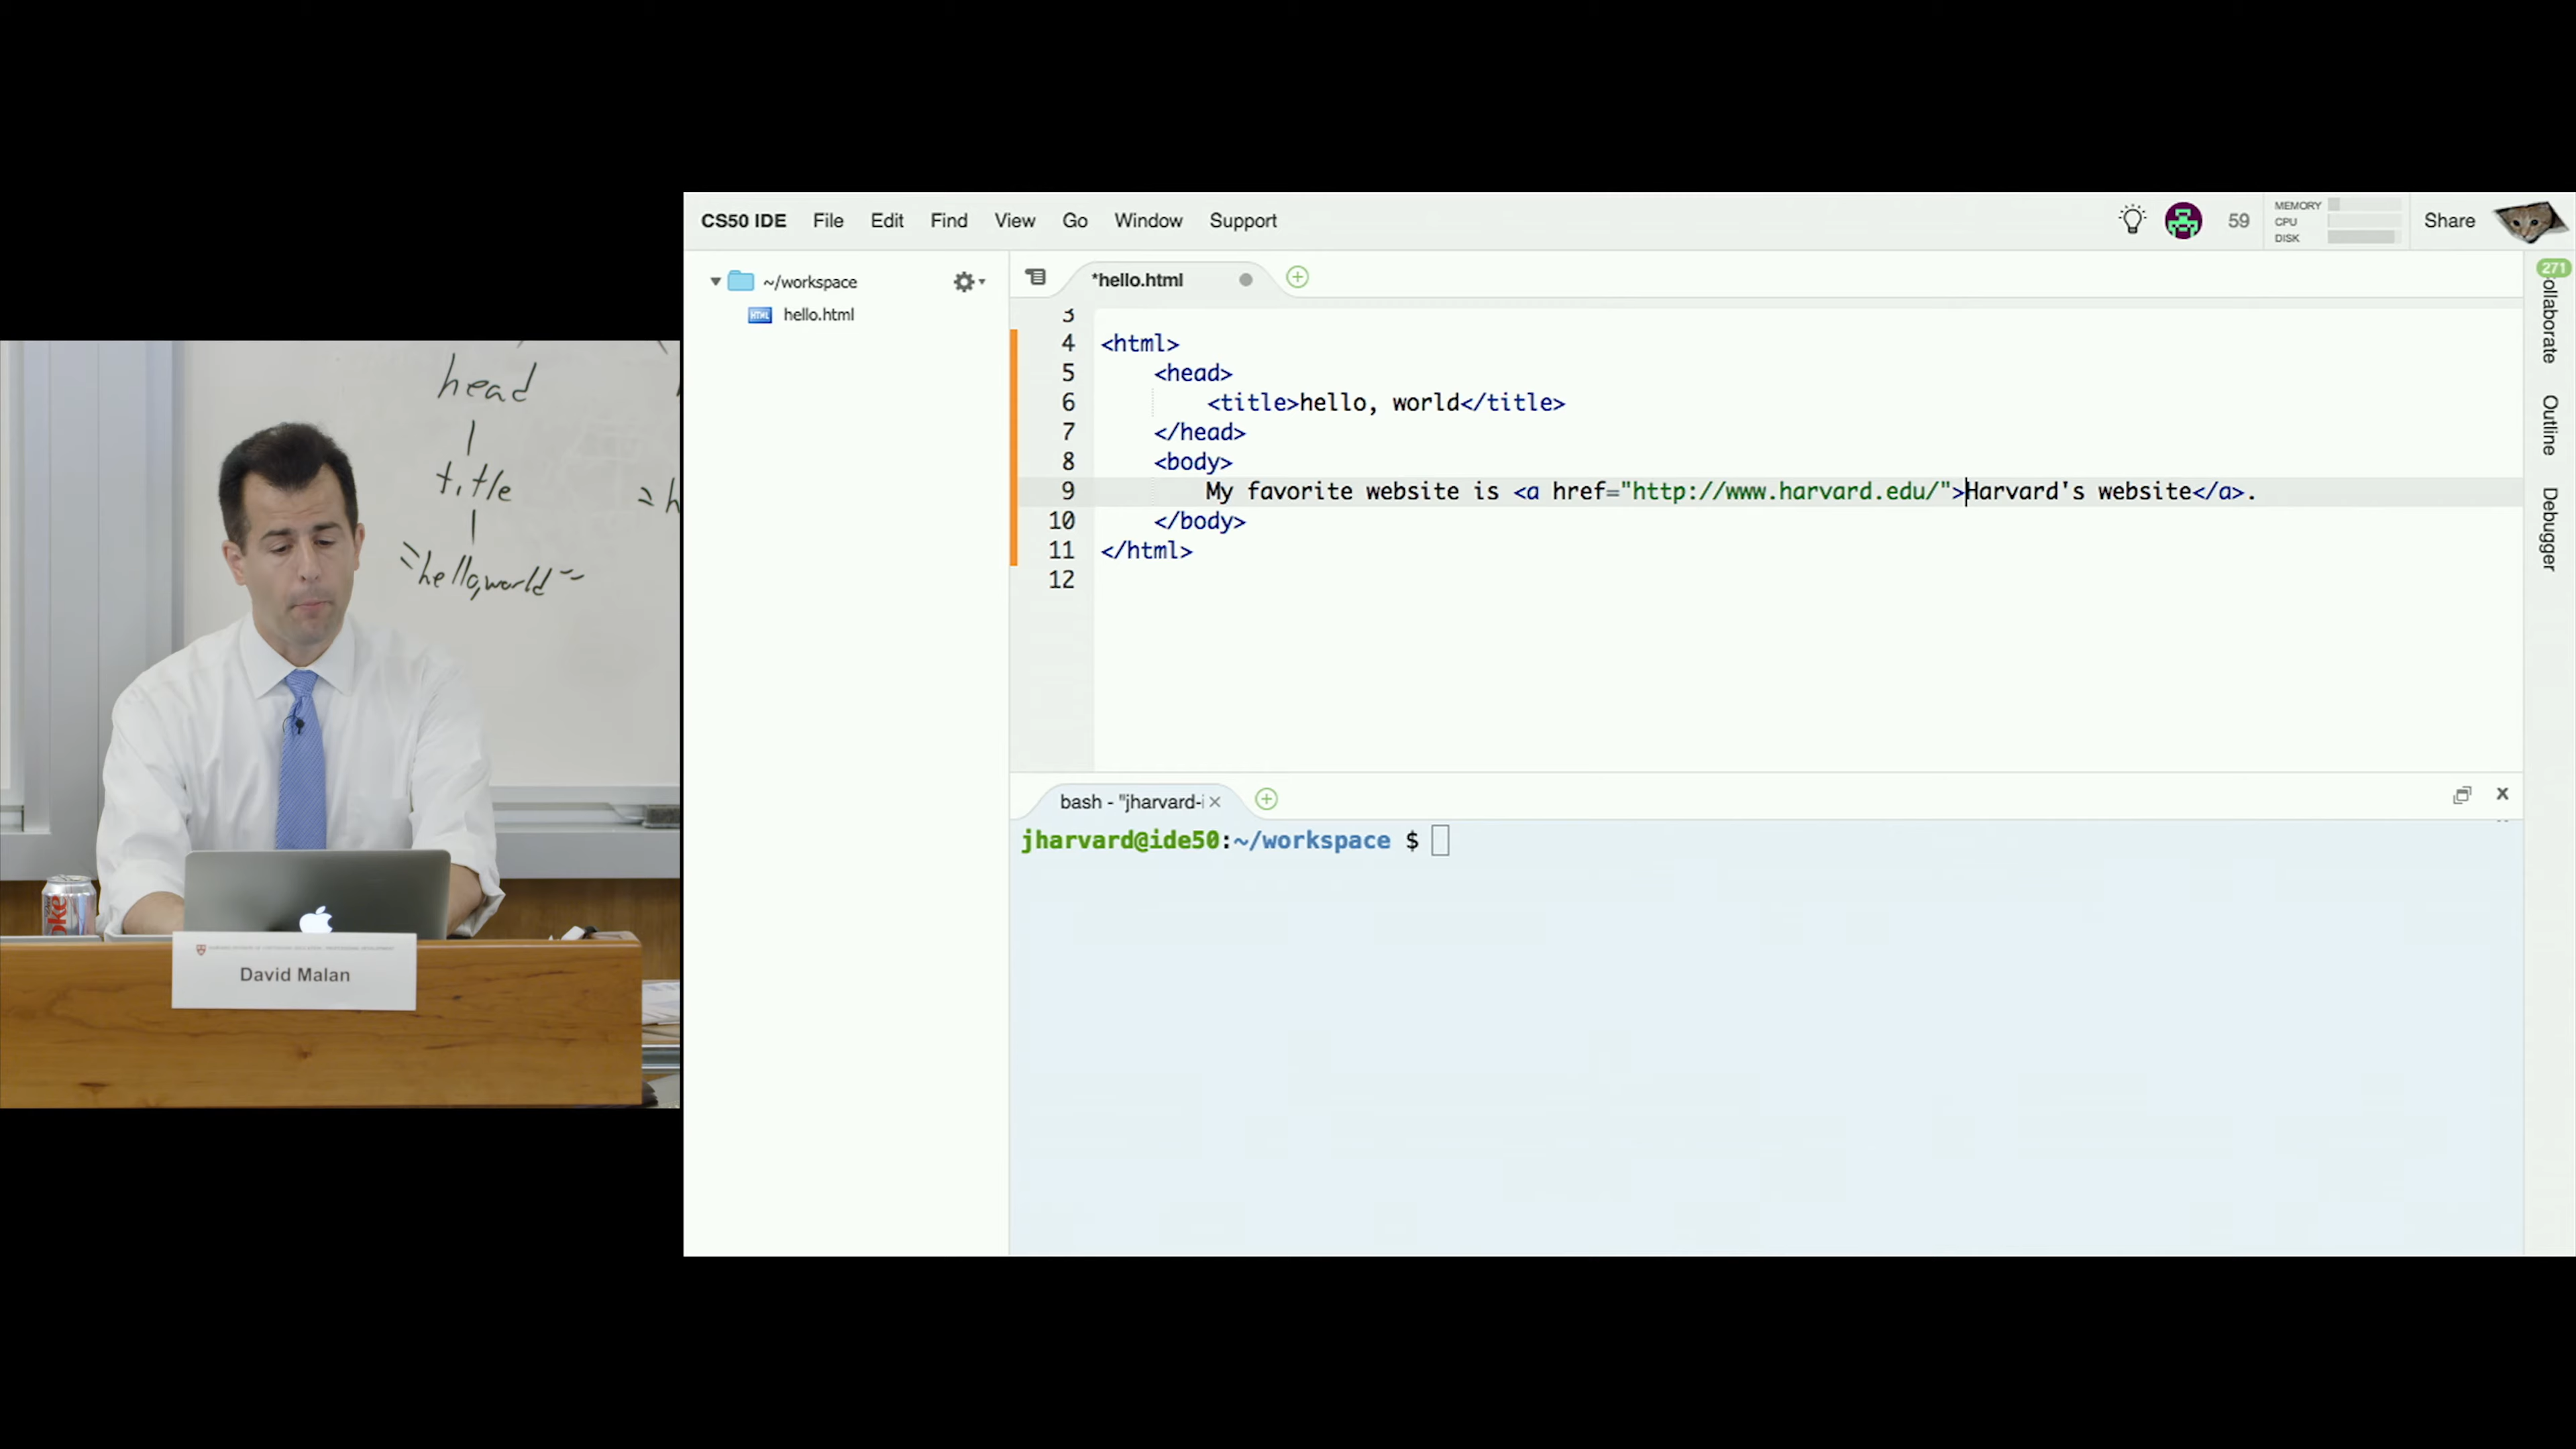 CS50 IDE File Edit Find View Go Window Support 59 MEMORY CPU DISK Share
~/workspace
hello.html
*hello.html
3
4 <html>
5 <head>
6 <title>hello, world</title>
7 </head>
8 <body>
9 My favorite website is <a href="http://www.harvard.edu/">Harvard's website</a>.
10 </body>
11 </html>
12
271
ollaborate
Outline
Debugger
bash - "jharvard-
jharvard@ide50:~/workspace $
head
title
"hello,world"
oke
David Malan